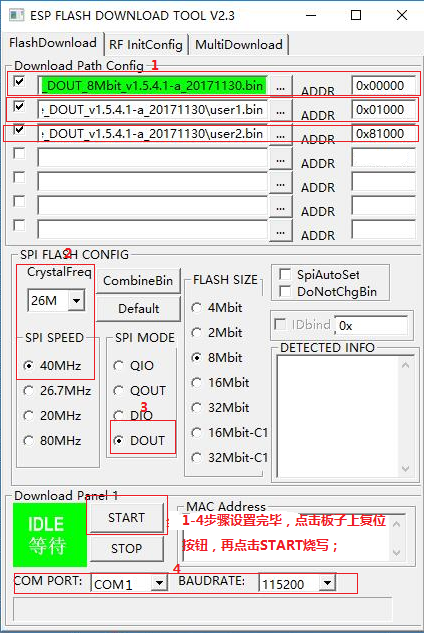 ESP FLASH DOWNLOAD TOOL V2.3
FlashDownload RF InitConfig MultiDownload
Download Path Config 1
_DOUT_8Mbit_v1.5.4.1-a_20171130.bin ... ADDR 0x00000
_DOUT_v1.5.4.1-a_20171130\user1.bin ... ADDR 0x01000
_DOUT_v1.5.4.1-a_20171130\user2.bin ... ADDR 0x81000
... ADDR
... ADDR
... ADDR
... ADDR
SPI FLASH CONFIG
2
CrystalFreq
26M
CombineBin
Default
SPI SPEED
40MHz
26.7MHz
20MHz
80MHz
SPI MODE
QIO
QOUT
DIO
3
DOUT
FLASH SIZE
4Mbit
2Mbit
8Mbit
16Mbit
32Mbit
16Mbit-C1
32Mbit-C1
SpiAutoSet
DoNotChgBin
IDbind 0x
DETECTED INFO
Download Panel 1
IDLE
等待
START
STOP
MAC Address
1-4步骤设置完毕，点击板子上复位
按钮，再点击START烧写；
4
COM PORT: COM1 BAUDRATE: 115200